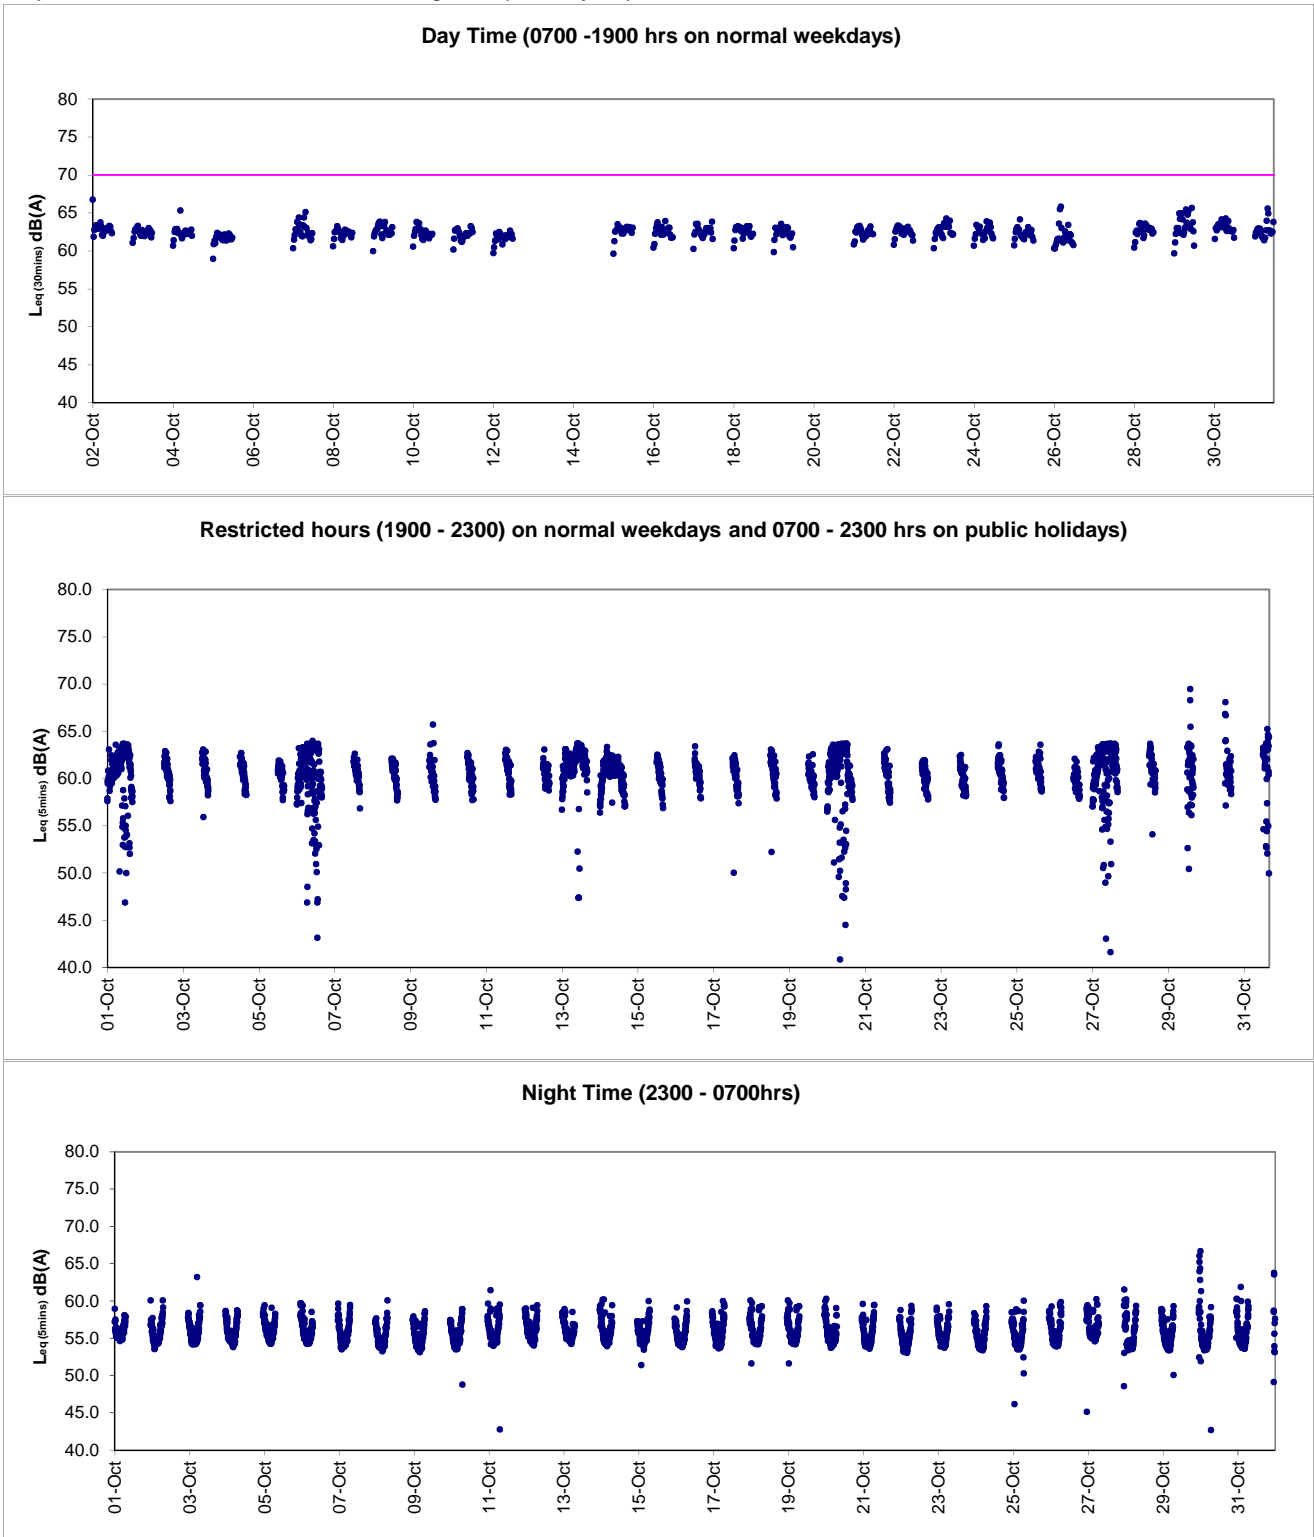 Day Time (0700 -1900 hrs on normal weekdays)
80
75
70
65
60
55
50
45
40
Leq (30mins) dB(A)
02-Oct
04-Oct
06-Oct
08-Oct
10-Oct
12-Oct
14-Oct
16-Oct
18-Oct
20-Oct
22-Oct
24-Oct
26-Oct
28-Oct
30-Oct
Restricted hours (1900 - 2300) on normal weekdays and 0700 - 2300 hrs on public holidays)
80.0
75.0
70.0
65.0
60.0
55.0
50.0
45.0
40.0
Leq (5mins) dB(A)
01-Oct
03-Oct
05-Oct
07-Oct
09-Oct
11-Oct
13-Oct
15-Oct
17-Oct
19-Oct
21-Oct
23-Oct
25-Oct
27-Oct
29-Oct
31-Oct
Night Time (2300 - 0700hrs)
80.0
75.0
70.0
65.0
60.0
55.0
50.0
45.0
40.0
Leq (5mins) dB(A)
01-Oct
03-Oct
05-Oct
07-Oct
09-Oct
11-Oct
13-Oct
15-Oct
17-Oct
19-Oct
21-Oct
23-Oct
25-Oct
27-Oct
29-Oct
31-Oct